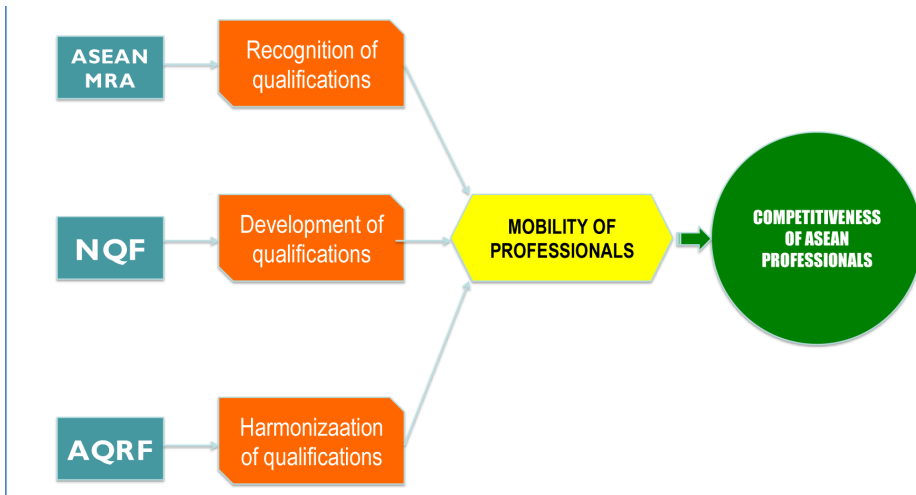 ASEAN
MRA
Recognition of
qualifications
NQF
Development of
qualifications
AQRF
Harmonizaation
of qualifications
MOBILITY OF
PROFESSIONALS
COMPETITIVENESS
OF ASEAN
PROFESSIONALS